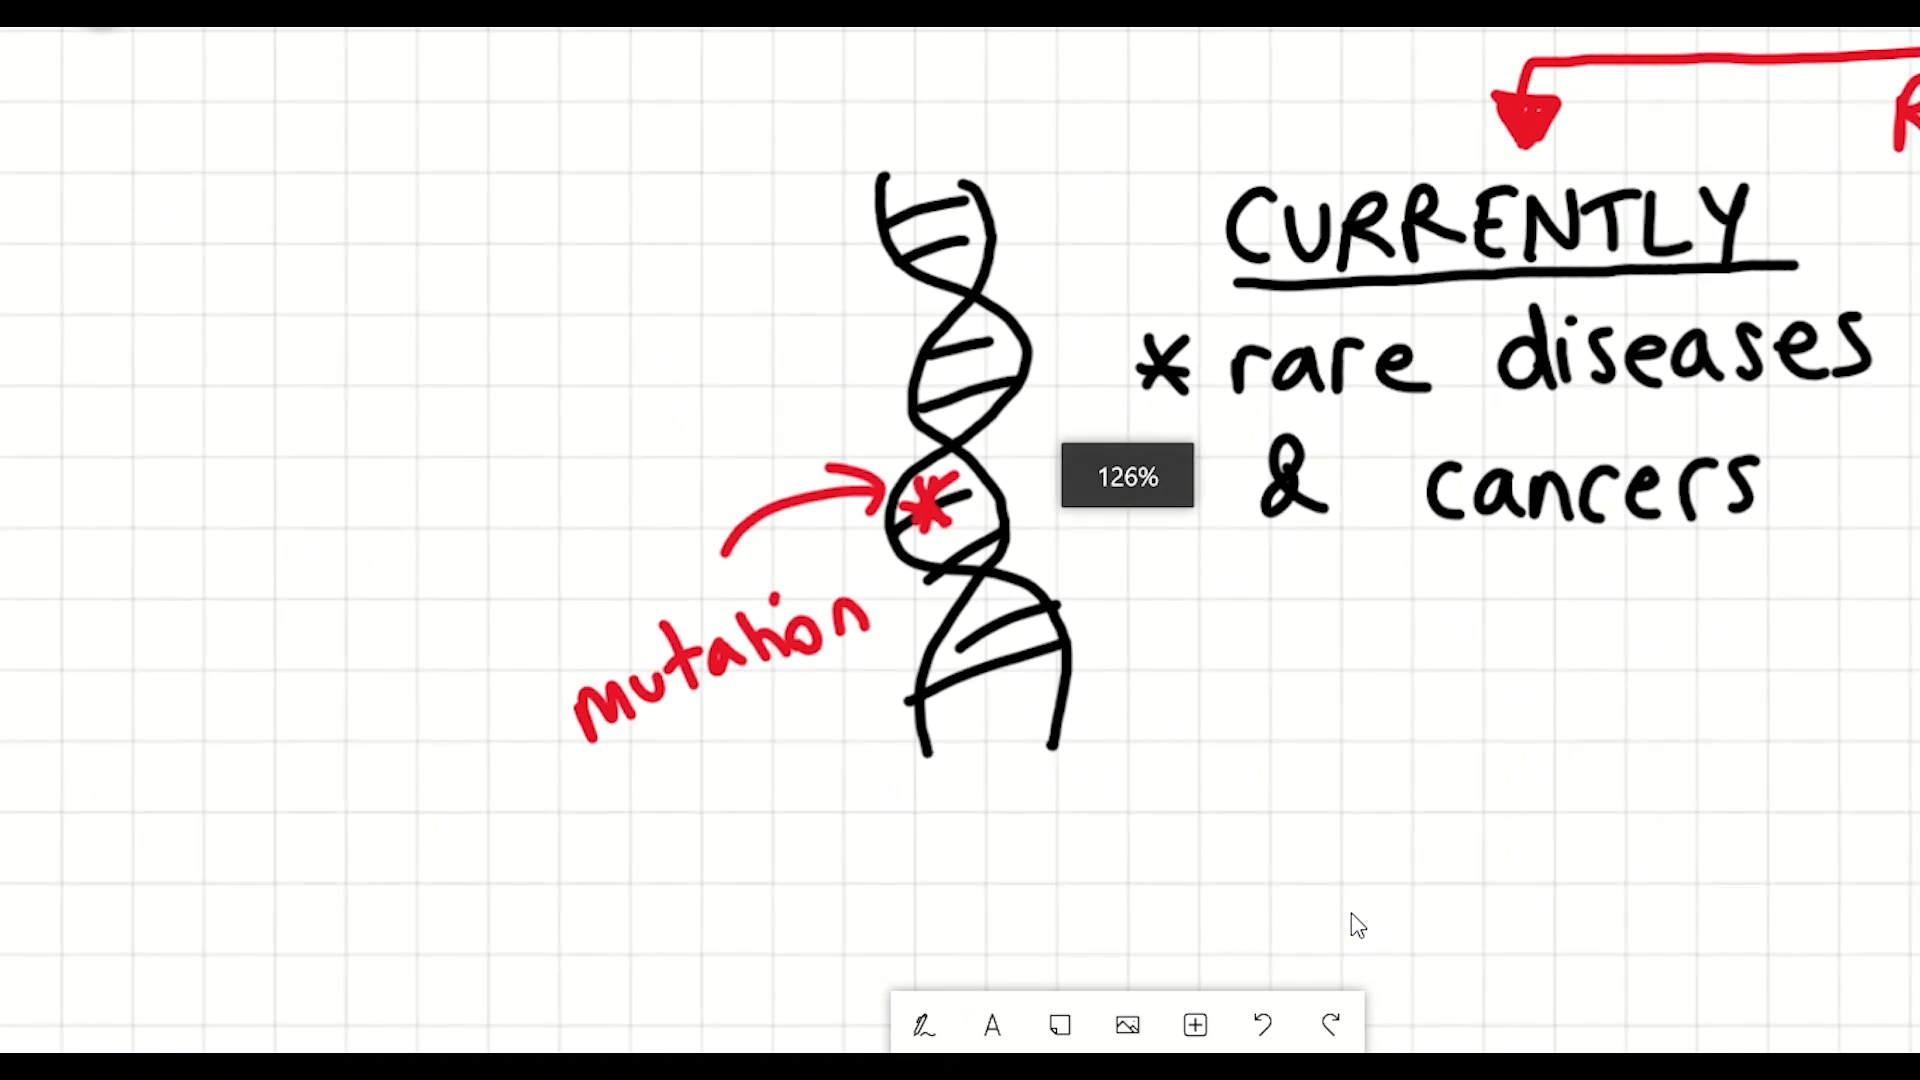 CURRENTLY
* rare diseases
& cancers
126%
mutation
A